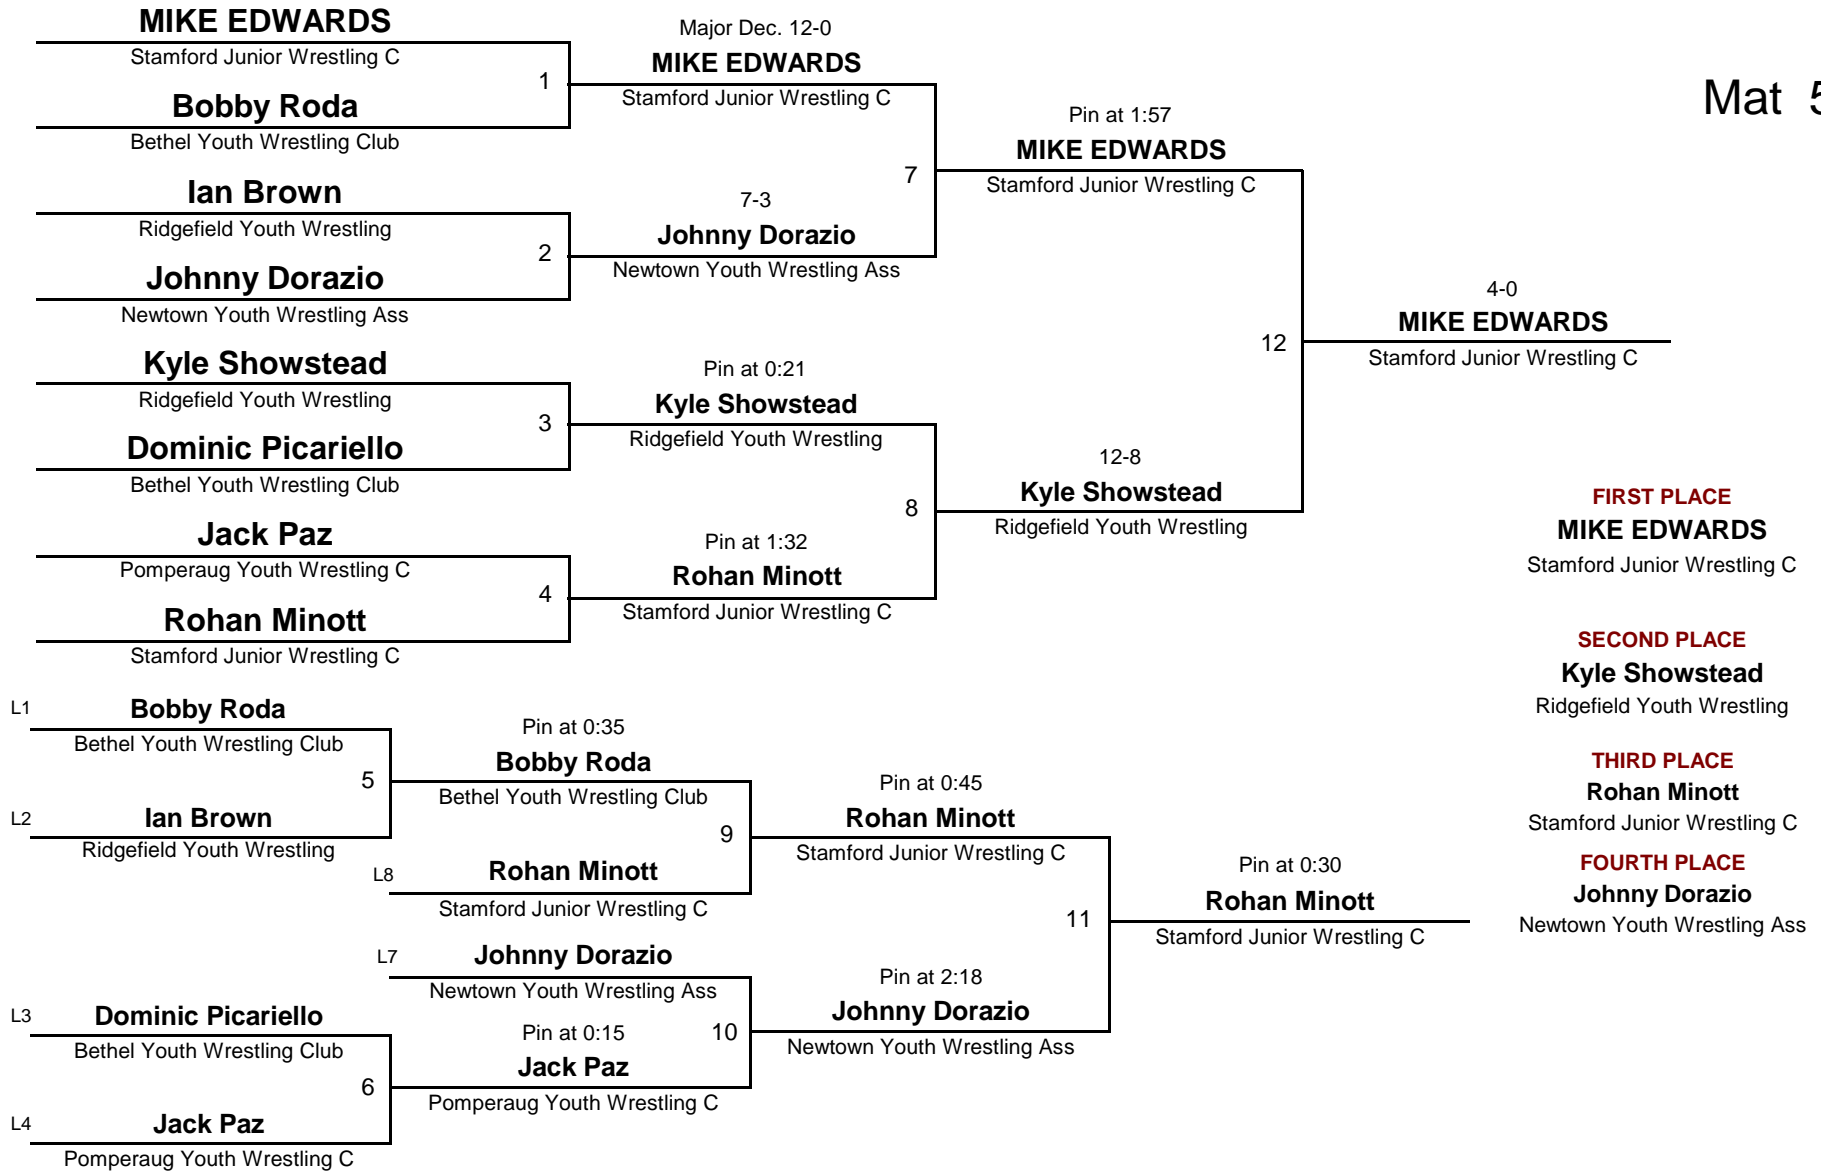 MIKE EDWARDS
Stamford Junior Wrestling C
1
Bobby Roda
Bethel Youth Wrestling Club
Ian Brown
Ridgefield Youth Wrestling
2
Johnny Dorazio
Newtown Youth Wrestling Ass
Kyle Showstead
Ridgefield Youth Wrestling
3
Dominic Picariello
Bethel Youth Wrestling Club
Jack Paz
Pomperaug Youth Wrestling C
4
Rohan Minott
Stamford Junior Wrestling C
Major Dec. 12-0
MIKE EDWARDS
Stamford Junior Wrestling C
7
7-3
Johnny Dorazio
Newtown Youth Wrestling Ass
Pin at 0:21
Kyle Showstead
Ridgefield Youth Wrestling
8
Pin at 1:32
Rohan Minott
Stamford Junior Wrestling C
Pin at 1:57
MIKE EDWARDS
Stamford Junior Wrestling C
12
12-8
Kyle Showstead
Ridgefield Youth Wrestling
4-0
MIKE EDWARDS
Stamford Junior Wrestling C
Mat 5
L1 Bobby Roda
Bethel Youth Wrestling Club
5
L2 Ian Brown
Ridgefield Youth Wrestling
L3 Dominic Picariello
Bethel Youth Wrestling Club
6
L4 Jack Paz
Pomperaug Youth Wrestling C
Pin at 0:35
Bobby Roda
Bethel Youth Wrestling Club
9
L8 Rohan Minott
Stamford Junior Wrestling C
L7 Johnny Dorazio
Newtown Youth Wrestling Ass
10
Pin at 0:15
Jack Paz
Pomperaug Youth Wrestling C
Pin at 0:45
Rohan Minott
Stamford Junior Wrestling C
11
Pin at 2:18
Johnny Dorazio
Newtown Youth Wrestling Ass
Pin at 0:30
Rohan Minott
Stamford Junior Wrestling C
FIRST PLACE
MIKE EDWARDS
Stamford Junior Wrestling C
SECOND PLACE
Kyle Showstead
Ridgefield Youth Wrestling
THIRD PLACE
Rohan Minott
Stamford Junior Wrestling C
FOURTH PLACE
Johnny Dorazio
Newtown Youth Wrestling Ass